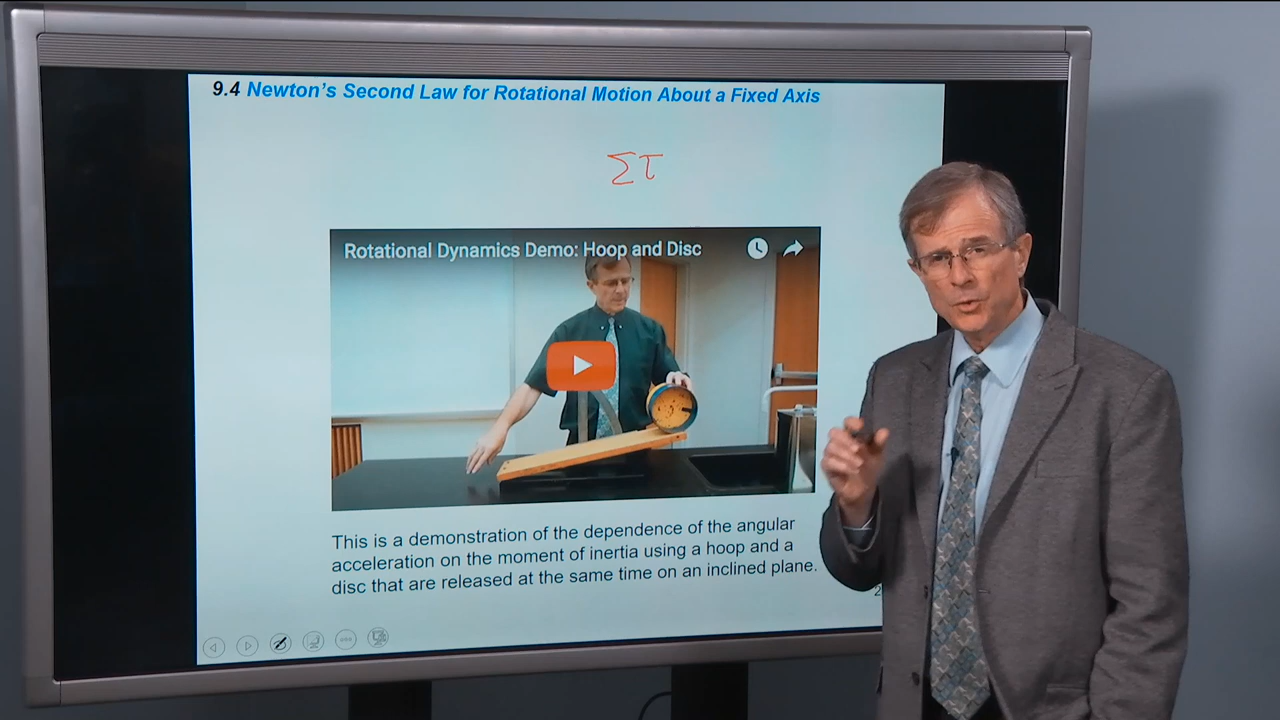 9.4 Newton's Second Law for Rotational Motion About a Fixed Axis
Στ
Rotational Dynamics Demo: Hoop and Disc
This is a demonstration of the dependence of the angular
acceleration on the moment of inertia using a hoop and a
disc that are released at the same time on an inclined plane.